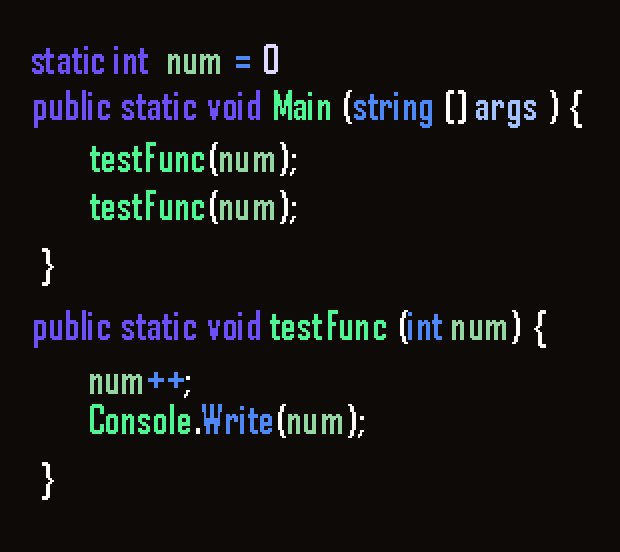 static int num = 0
public static void Main (string [] args ) {
testFunc(num);
testFunc(num);
}
public static void testFunc (int num) {
num++;
Console.Write(num);
}